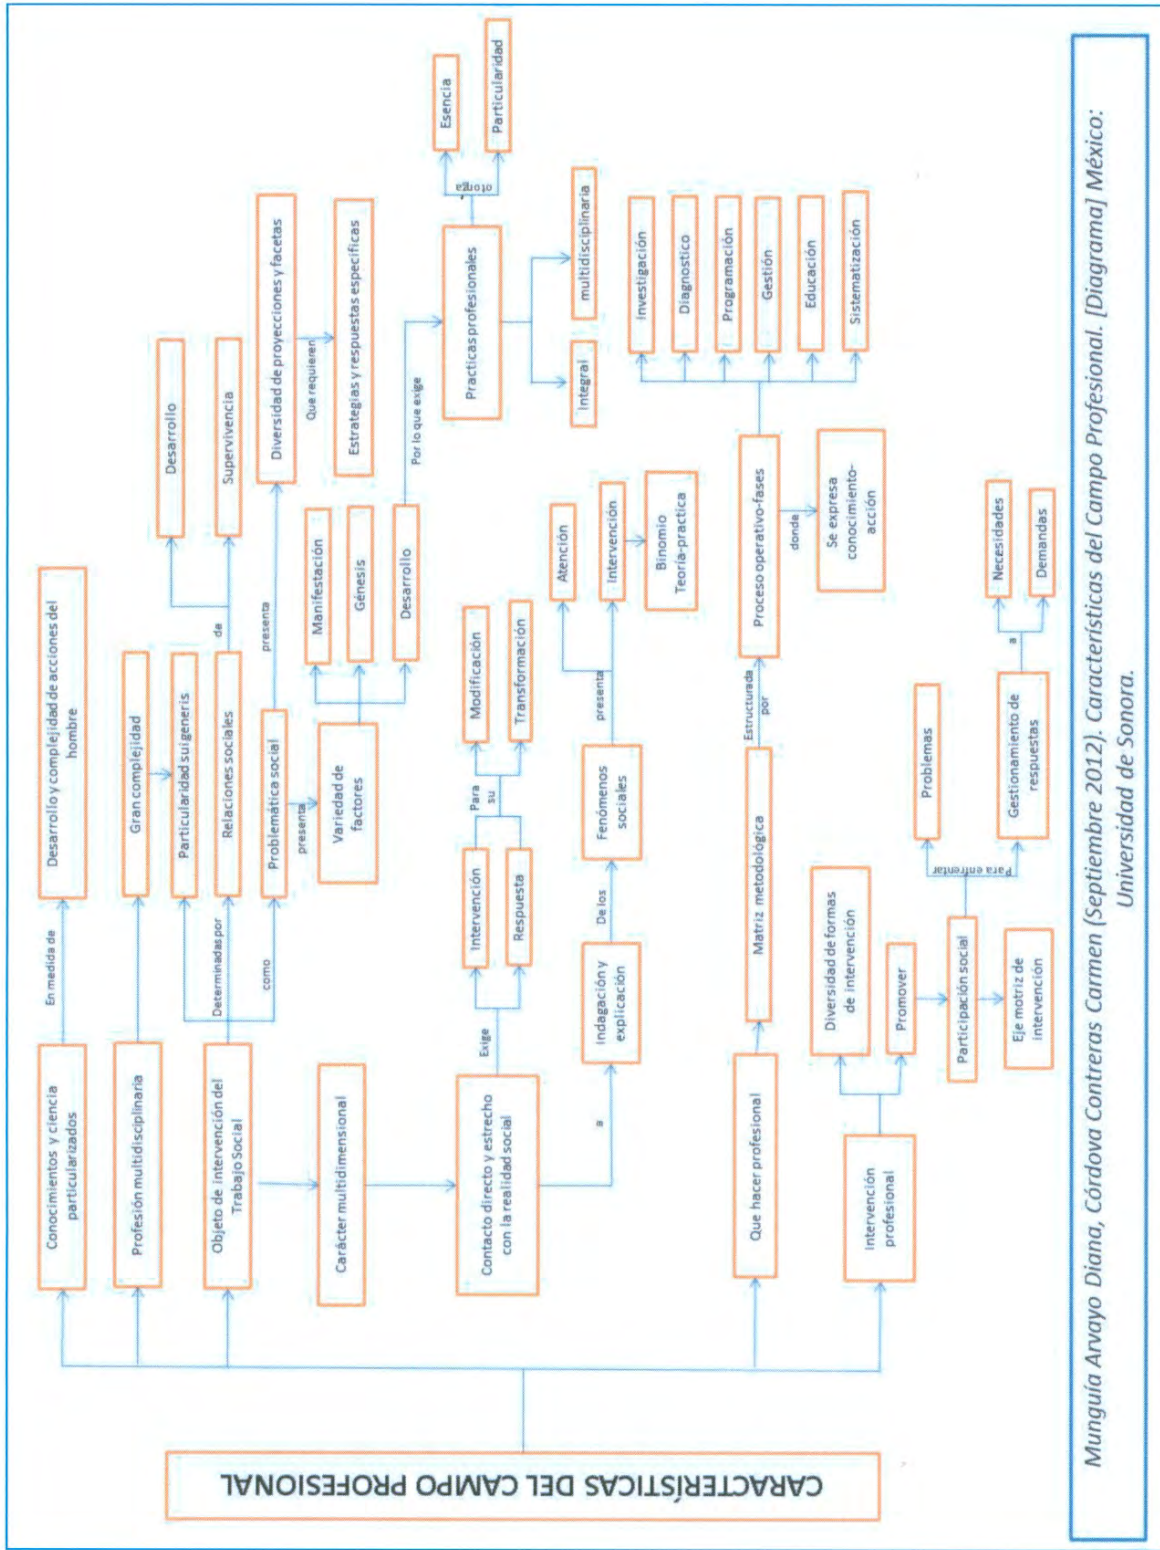 CARACTERÍSTICAS DEL CAMPO PROFESIONAL
Conocimientos y ciencia
particularizados
En medida de
Desarrollo y complejidad de acciones del
hombre
Profesión multidisciplinaria
Gran complejidad
Particularidad sui generis
Objeto de intervención del
Trabajo Social
Determinadas por
Relaciones sociales
de
Desarrollo
Supervivencia
como
Problemática social
presenta
Diversidad de proyecciones y facetas
Que requieren
Estrategias y respuestas específicas
presenta
Variedad de
factores
Manifestación
Génesis
Desarrollo
Por lo que exige
Practicas profesionales
otorga
Esencia
Particularidad
Integral
multidisciplinaria
Carácter multidimensional
Contacto directo y estrecho
con la realidad social
Exige
Intervención
Respuesta
Para
su
Modificación
Transformación
a
Indagación y
explicación
De los
Fenómenos
sociales
presenta
Atención
Intervención
Binomio
Teoría-practica
Que hacer profesional
Matriz metodológica
Estructurada
por
Proceso operativo-fases
donde
Se expresa
conocimiento-
acción
Investigación
Diagnostico
Programación
Gestión
Educación
Sistematización
Intervención
profesional
Diversidad de formas
de intervención
Promover
Participación social
Eje motriz de
intervención
Para enfrentar
Problemas
Gestionamiento de
respuestas
a
Necesidades
Demandas
Munguía Arvayo Diana, Córdova Contreras Carmen (Septiembre 2012). Características del Campo Profesional. [Diagrama] México:
Universidad de Sonora.